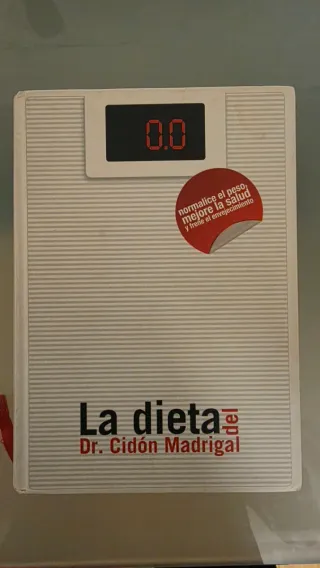 0.0
normalice el peso,
mejore la salud
y frene el envejecimiento
La dieta del
Dr. Cidón Madrigal